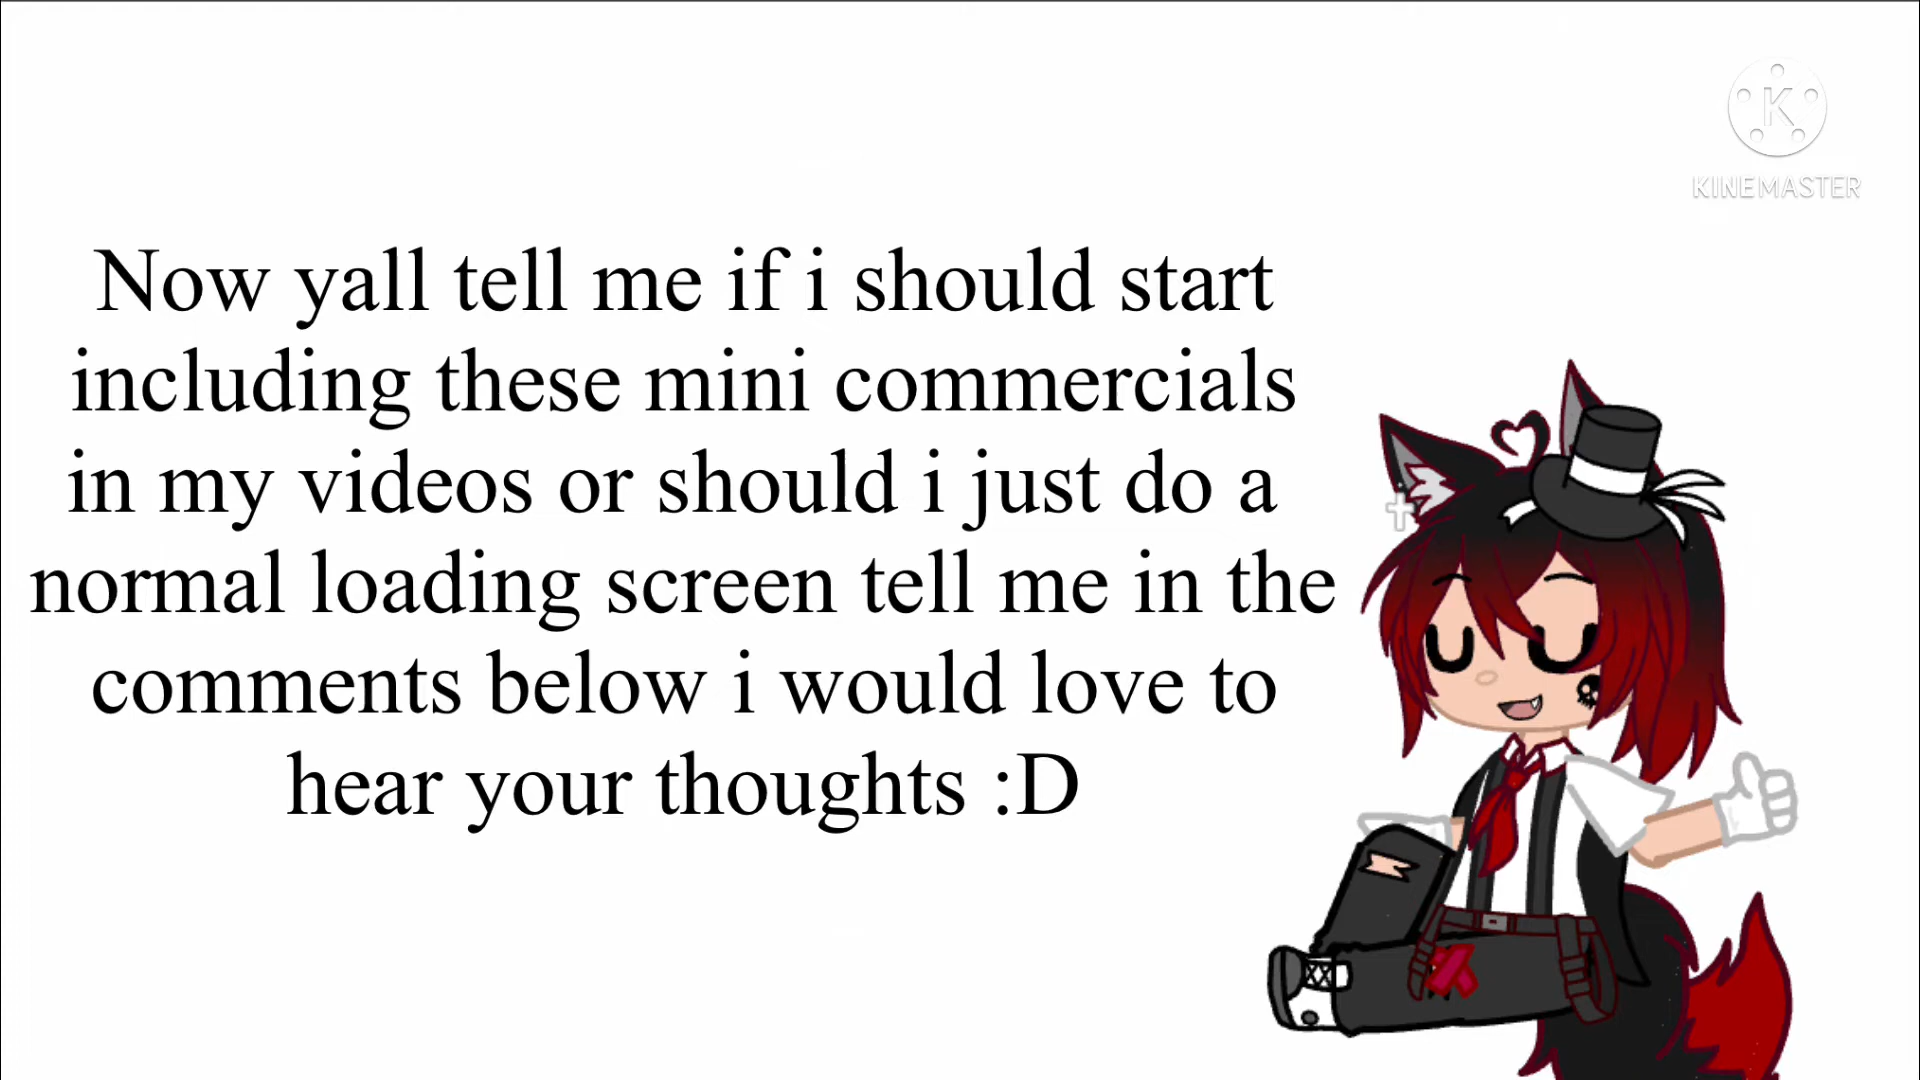 K
KINEMASTER
Now yall tell me if i should start
including these mini commercials
in my videos or should i just do a
normal loading screen tell me in the
comments below i would love to
hear your thoughts :D